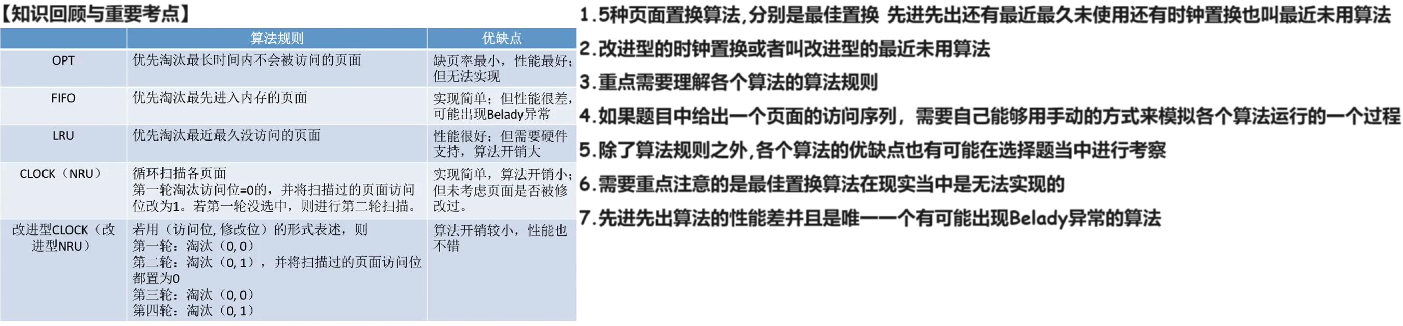 【知识回顾与重要考点】
算法规则 优缺点
OPT 优先淘汰最长时间内不会被访问的页面 缺页率最小，性能最好；
但无法实现
FIFO 优先淘汰最先进入内存的页面 实现简单；但性能很差，
可能出现Belady异常
LRU 优先淘汰最近最久没访问的页面 性能很好；但需要硬件
支持，算法开销大
CLOCK（NRU） 循环扫描各页面
第一轮淘汰访问位=0的，并将扫描过的页面访问
位改为1。若第一轮没选中，则进行第二轮扫描。
实现简单，算法开销小；
但未考虑页面是否被修
改过。
改进型CLOCK（改
进型NRU）
若用（访问位, 修改位）的形式表述，则
第一轮：淘汰（0, 0）
第二轮：淘汰（0, 1），并将扫描过的页面访问位
都置为0
第三轮：淘汰（0, 0）
第四轮：淘汰（0, 1）
算法开销较小，性能也
不错
1.5种页面置换算法,分别是最佳置换 先进先出还有最近最久未使用还有时钟置换也叫最近未用算法
2.改进型的时钟置换或者叫改进型的最近未用算法
3.重点需要理解各个算法的算法规则
4.如果题目中给出一个页面的访问序列，需要自己能够用手动的方式来模拟各个算法运行的一个过程
5.除了算法规则之外,各个算法的优缺点也有可能在选择题当中进行考察
6.需要重点注意的是最佳置换算法在现实当中是无法实现的
7.先进先出算法的性能差并且是唯一一个有可能出现Belady异常的算法